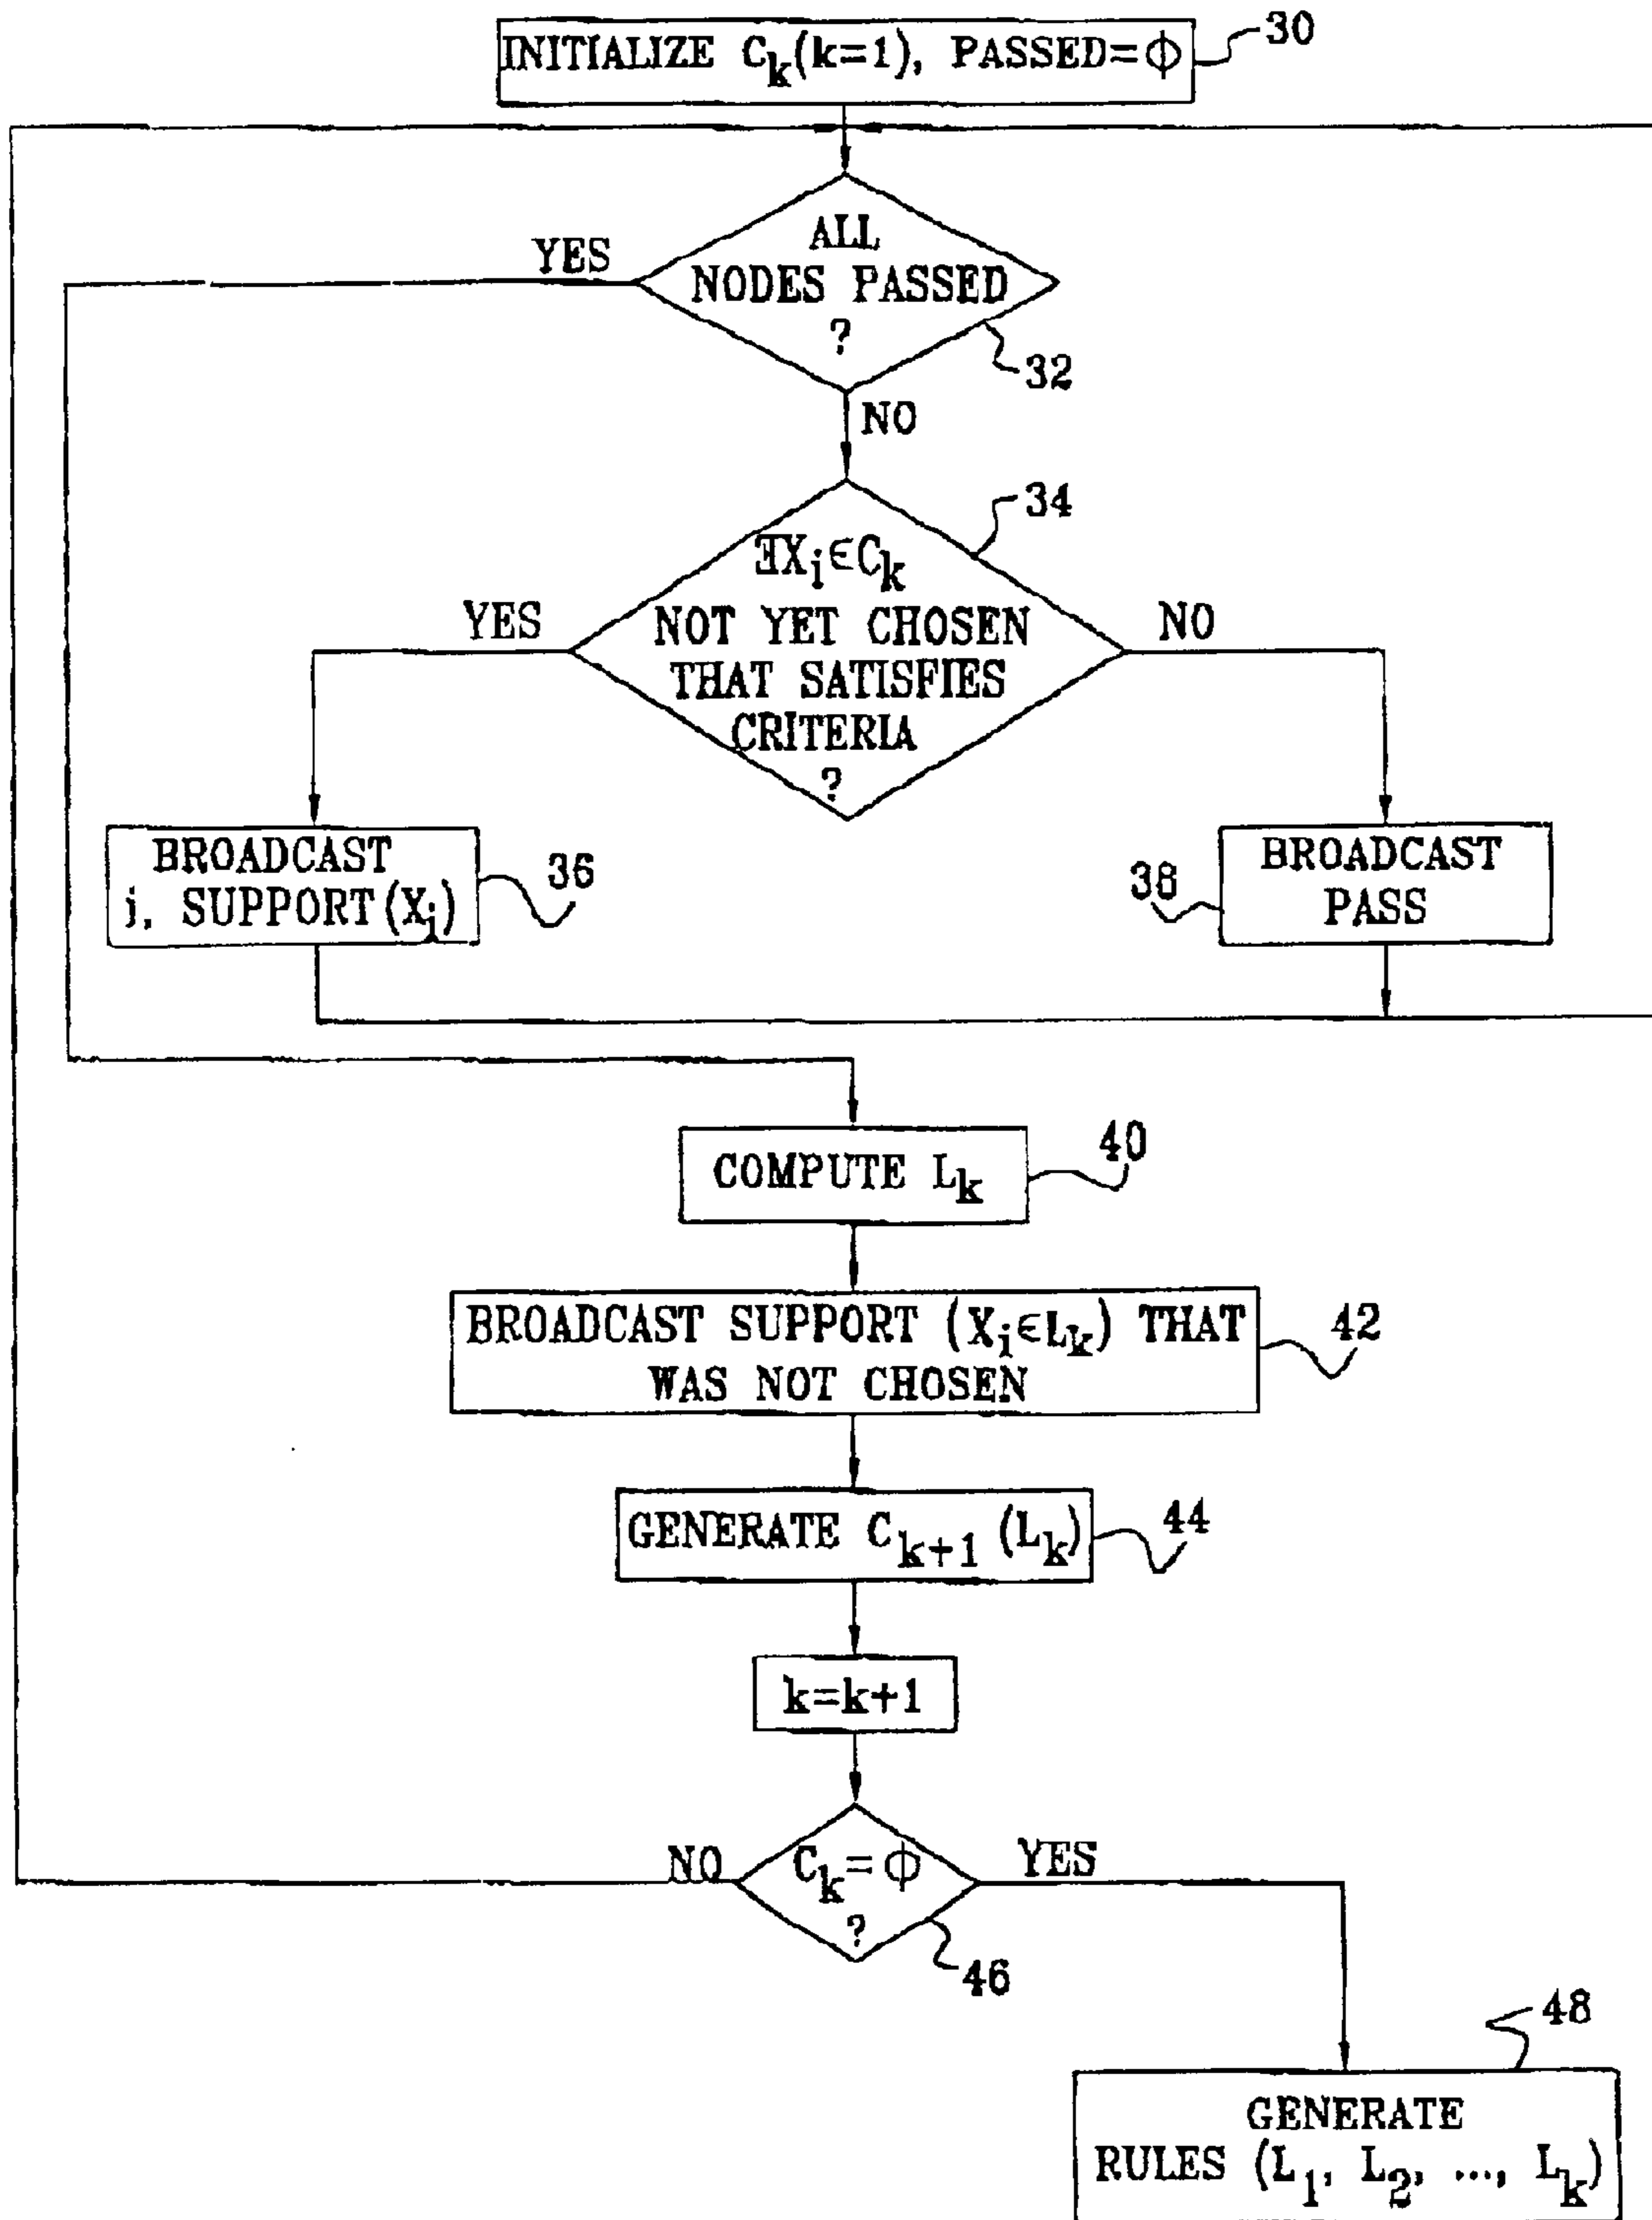 INITIALIZE C_k(k=1), PASSED=ϕ
30
ALL
NODES PASSED
?
YES
32
NO
34
∃X_i∈C_k
NOT YET CHOSEN
THAT SATISFIES
CRITERIA
?
YES
NO
BROADCAST
i, SUPPORT(X_i)
36
38
BROADCAST
PASS
COMPUTE L_k
40
BROADCAST SUPPORT (X_i∈L_k) THAT
WAS NOT CHOSEN
42
GENERATE C_k+1 (L_k)
44
k=k+1
C_k=ϕ
?
NO
YES
46
48
GENERATE
RULES (L_1, L_2, ..., L_k)